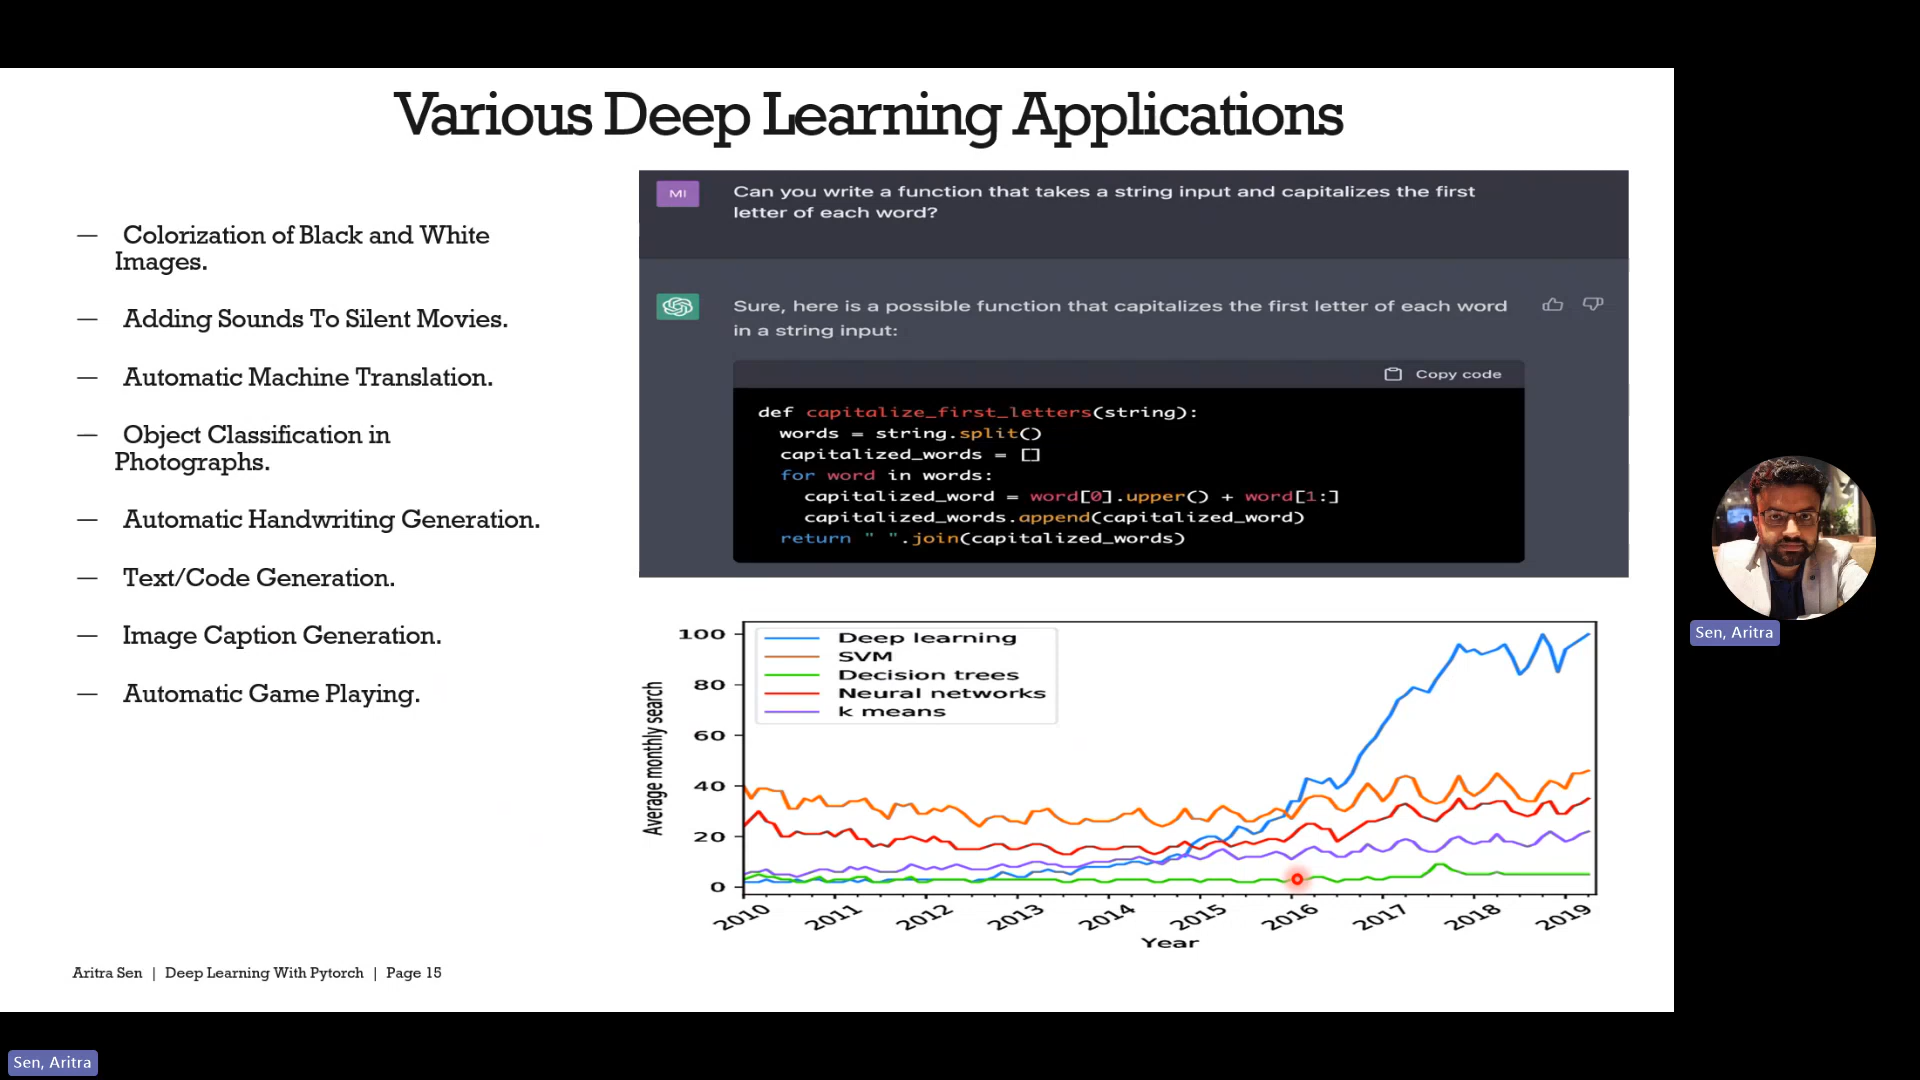 Various Deep Learning Applications
— Colorization of Black and White
Images.
— Adding Sounds To Silent Movies.
— Automatic Machine Translation.
— Object Classification in
Photographs.
— Automatic Handwriting Generation.
— Text/Code Generation.
— Image Caption Generation.
— Automatic Game Playing.
MI
Can you write a function that takes a string input and capitalizes the first
letter of each word?
Sure, here is a possible function that capitalizes the first letter of each word
in a string input:
Copy code
def capitalize_first_letters(string):
words = string.split()
capitalized_words = []
for word in words:
capitalized_word = word[0].upper() + word[1:]
capitalized_words.append(capitalized_word)
return " ".join(capitalized_words)
Deep learning
SVM
Decision trees
Neural networks
k means
Average monthly search
100
80
60
40
20
0
2010 2011 2012 2013 2014 2015 2016 2017 2018 2019
Year
Aritra Sen | Deep Learning With Pytorch | Page 15
Sen, Aritra
Sen, Aritra